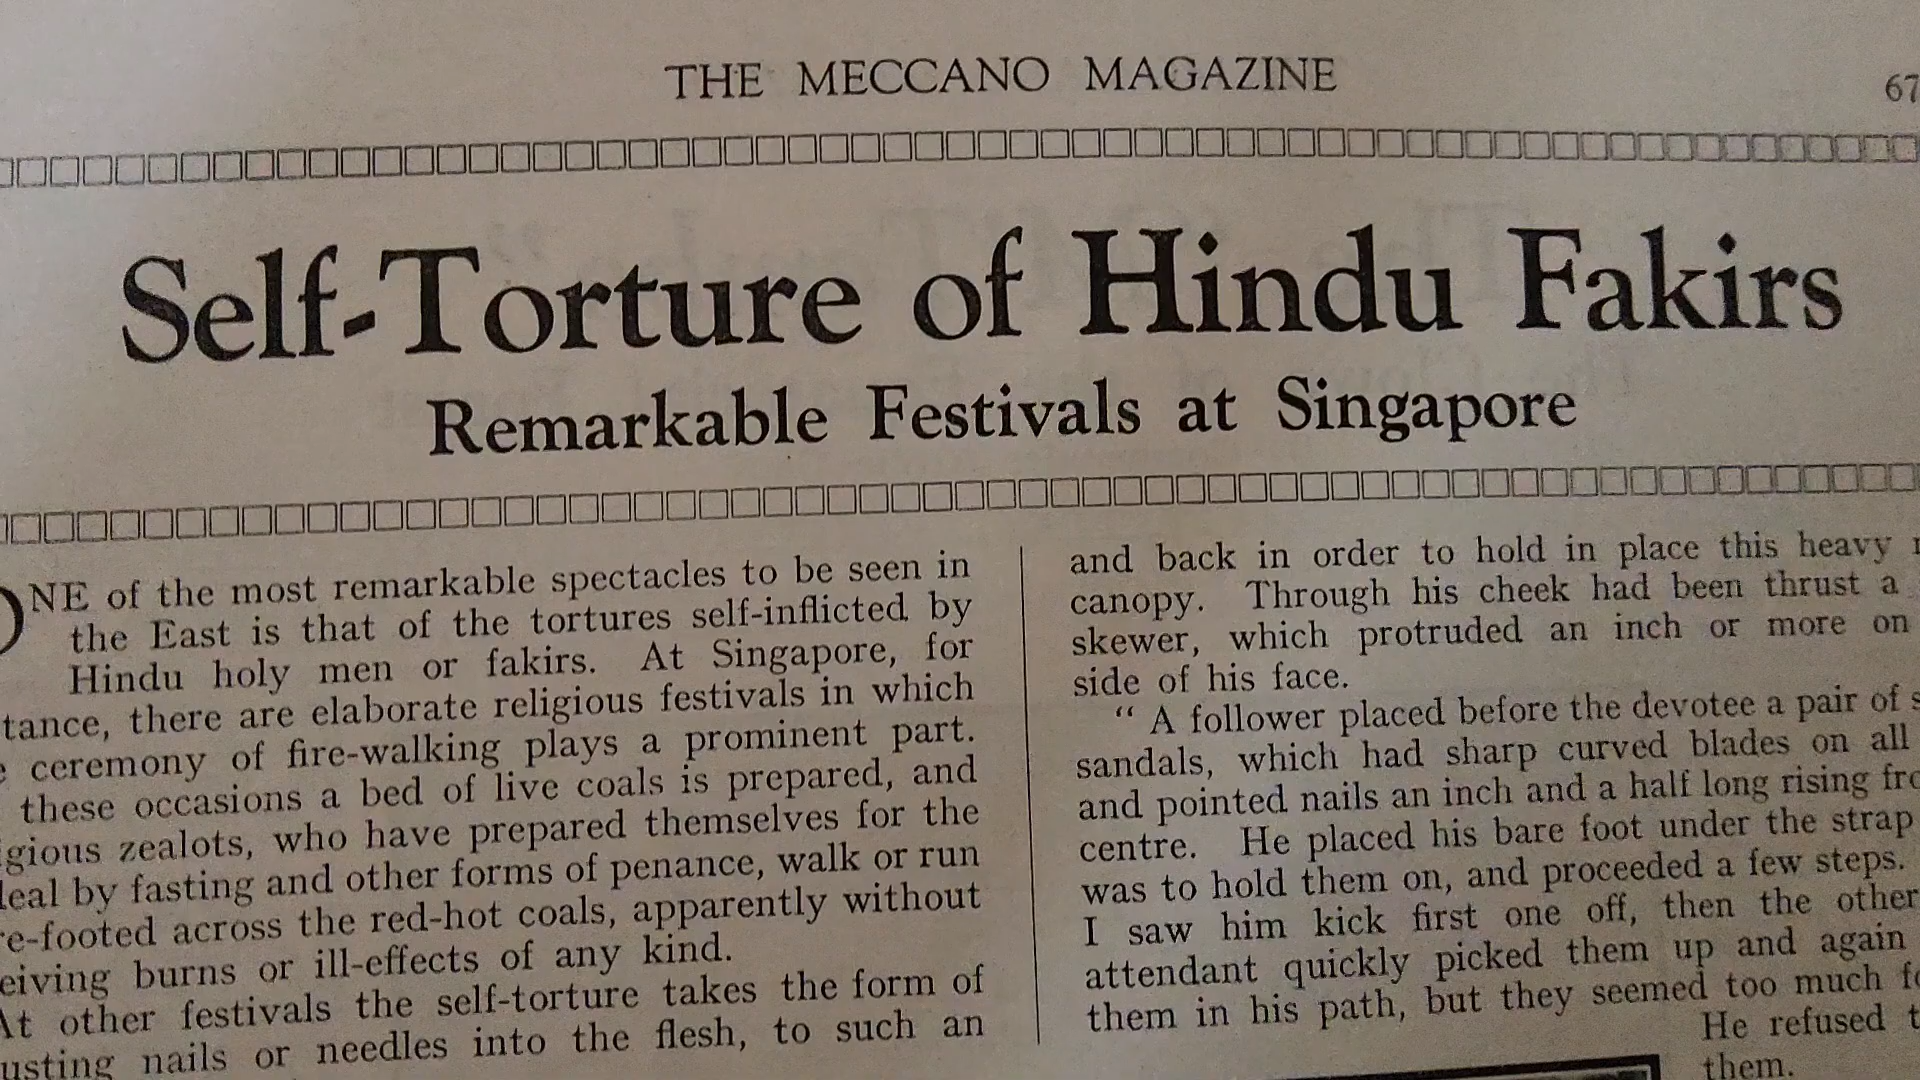 THE MECCANO MAGAZINE
67
Self-Torture of Hindu Fakirs
Remarkable Festivals at Singapore
ONE of the most remarkable spectacles to be seen in
the East is that of the tortures self-inflicted by
Hindu holy men or fakirs. At Singapore, for
tance, there are elaborate religious festivals in which
ceremony of fire-walking plays a prominent part.
these occasions a bed of live coals is prepared, and
gious zealots, who have prepared themselves for the
leal by fasting and other forms of penance, walk or run
e-footed across the red-hot coals, apparently without
eiving burns or ill-effects of any kind.
At other festivals the self-torture takes the form of
usting nails or needles into the flesh, to such an
and back in order to hold in place this heavy
canopy. Through his cheek had been thrust a
skewer, which protruded an inch or more on
side of his face.
“ A follower placed before the devotee a pair of s
sandals, which had sharp curved blades on all
and pointed nails an inch and a half long rising fro
centre. He placed his bare foot under the strap
was to hold them on, and proceeded a few steps.
I saw him kick first one off, then the other
attendant quickly picked them up and again
them in his path, but they seemed too much fo
He refused t
them.